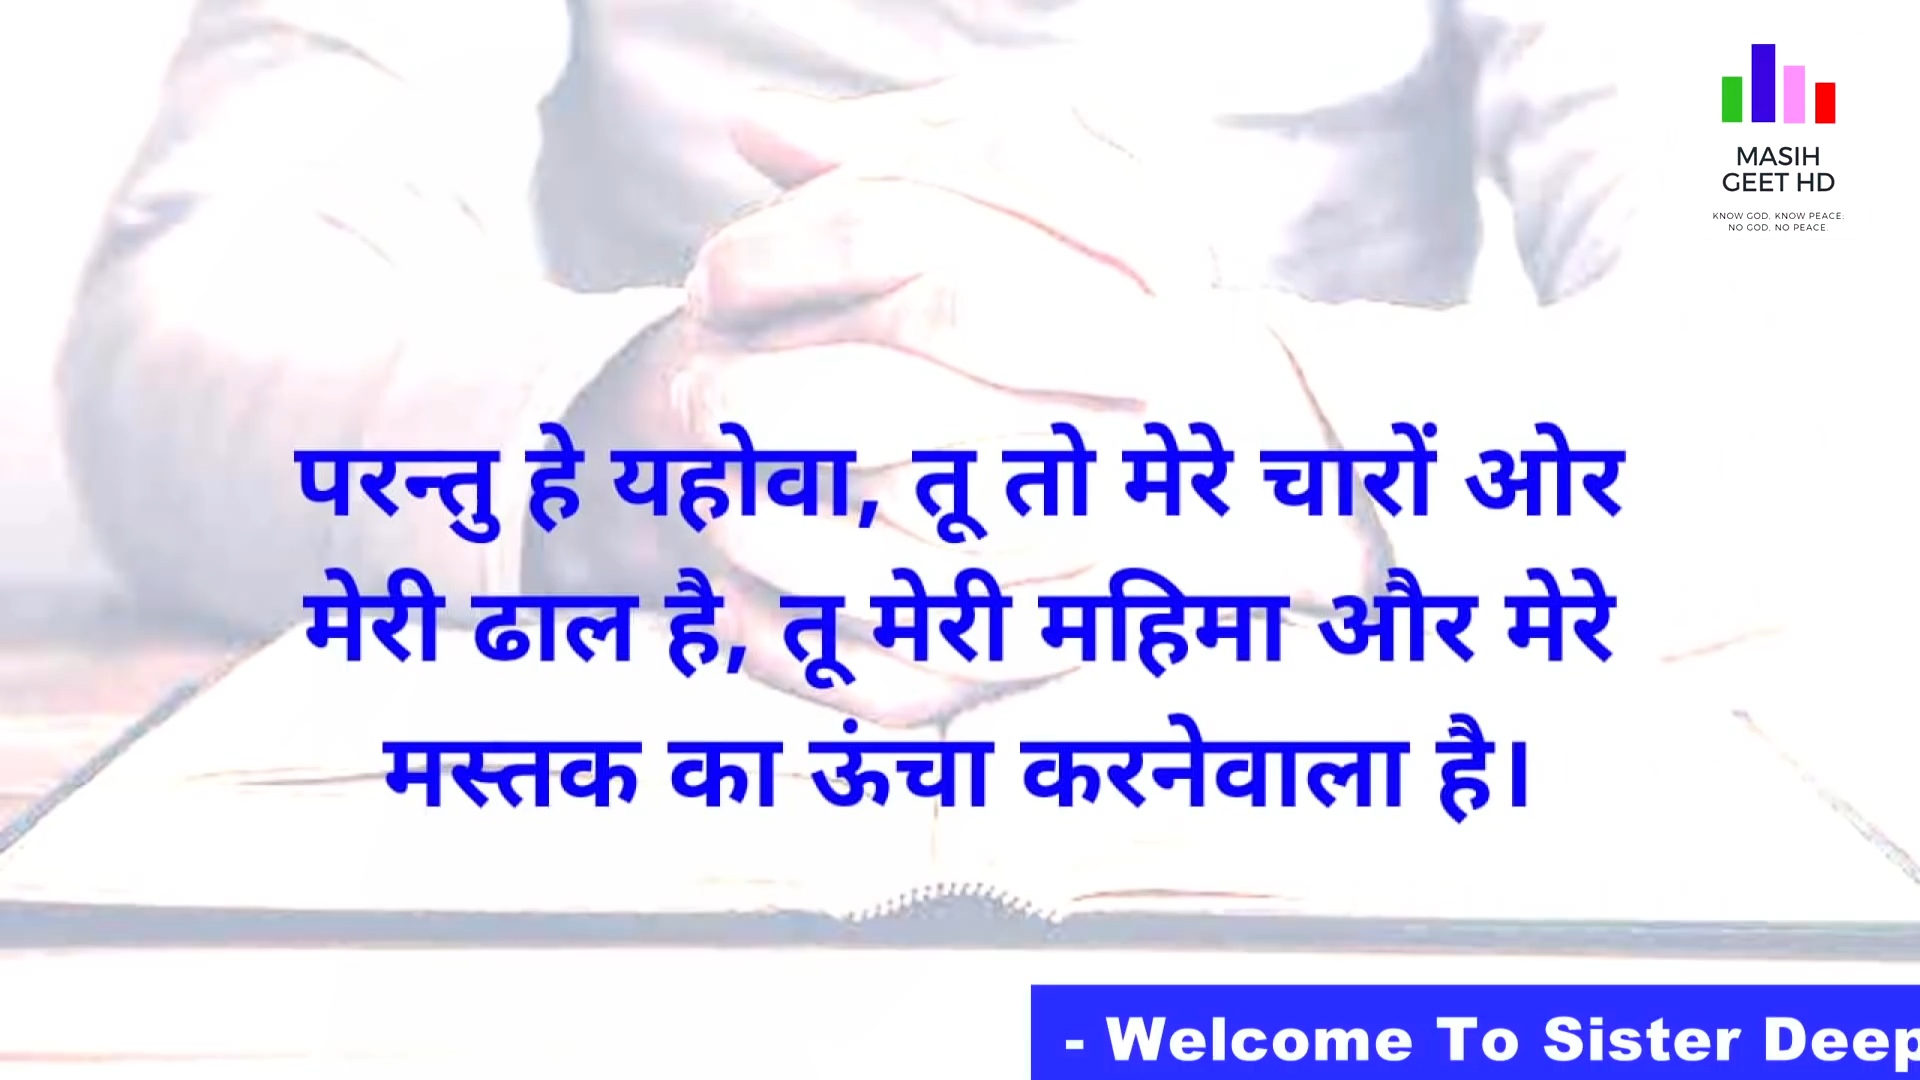 MASIH
GEET HD
KNOW GOD. KNOW PEACE.
NO GOD. NO PEACE.
परन्तु हे यहोवा, तू तो मेरे चारों ओर
मेरी ढाल है, तू मेरी महिमा और मेरे
मस्तक का ऊंचा करनेवाला है।
- Welcome To Sister Deep